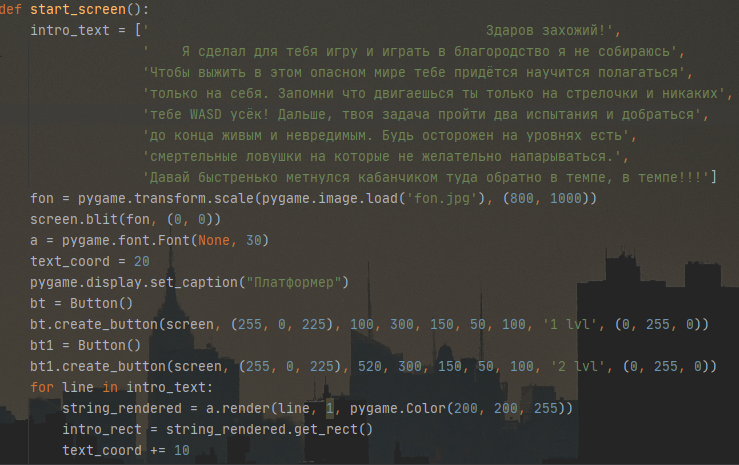 def start_screen():
    intro_text = ['                                          Здаров захожий!',
                  '    Я сделал для тебя игру и играть в благородство я не собираюсь',
                  'Чтобы выжить в этом опасном мире тебе придётся научится полагаться',
                  'только на себя. Запомни что двигаешься ты только на стрелочки и никаких',
                  'тебе WASD усёк! Дальше, твоя задача пройти два испытания и добраться',
                  'до конца живым и невредимым. Будь осторожен на уровнях есть',
                  'смертельные ловушки на которые не желательно напарываться.',
                  'Давай быстренько метнулся кабанчиком туда обратно в темпе, в темпе!!!']
    fon = pygame.transform.scale(pygame.image.load('fon.jpg'), (800, 1000))
    screen.blit(fon, (0, 0))
    a = pygame.font.Font(None, 30)
    text_coord = 20
    pygame.display.set_caption("Платформер")
    bt = Button()
    bt.create_button(screen, (255, 0, 225), 100, 300, 150, 50, 100, '1 lvl', (0, 255, 0))
    bt1 = Button()
    bt1.create_button(screen, (255, 0, 225), 520, 300, 150, 50, 100, '2 lvl', (0, 255, 0))
    for line in intro_text:
        string_rendered = a.render(line, 1, pygame.Color(200, 200, 255))
        intro_rect = string_rendered.get_rect()
        text_coord += 10